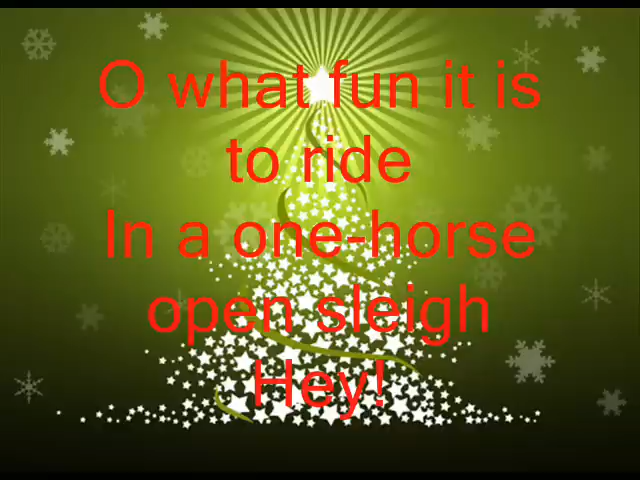 O what fun it is
to ride
In a one-horse
open sleigh
Hey!